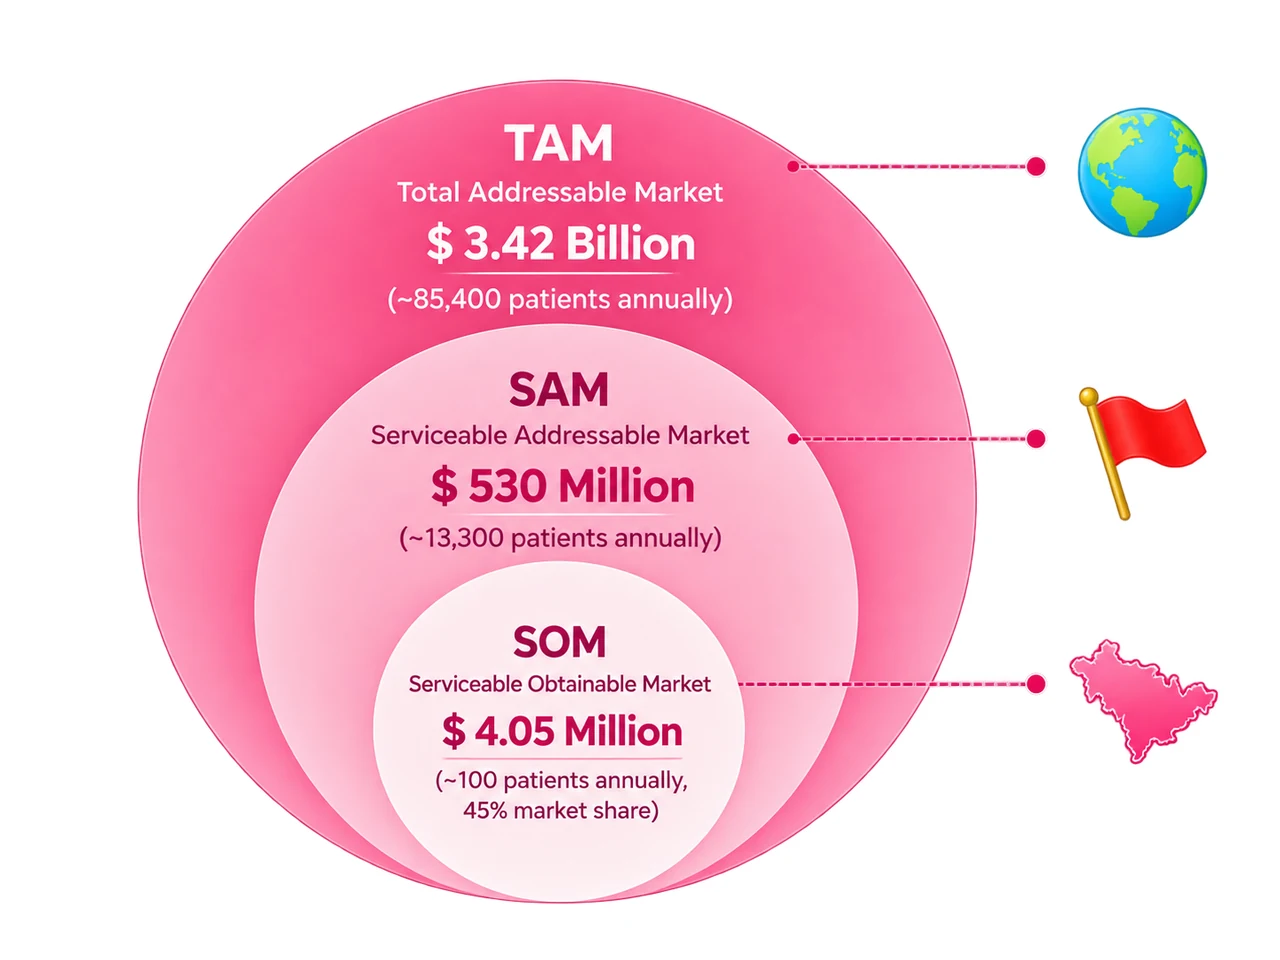 TAM
Total Addressable Market
$ 3.42 Billion
(~85,400 patients annually)
SAM
Serviceable Addressable Market
$ 530 Million
(~13,300 patients annually)
SOM
Serviceable Obtainable Market
$ 4.05 Million
(~100 patients annually,
45% market share)